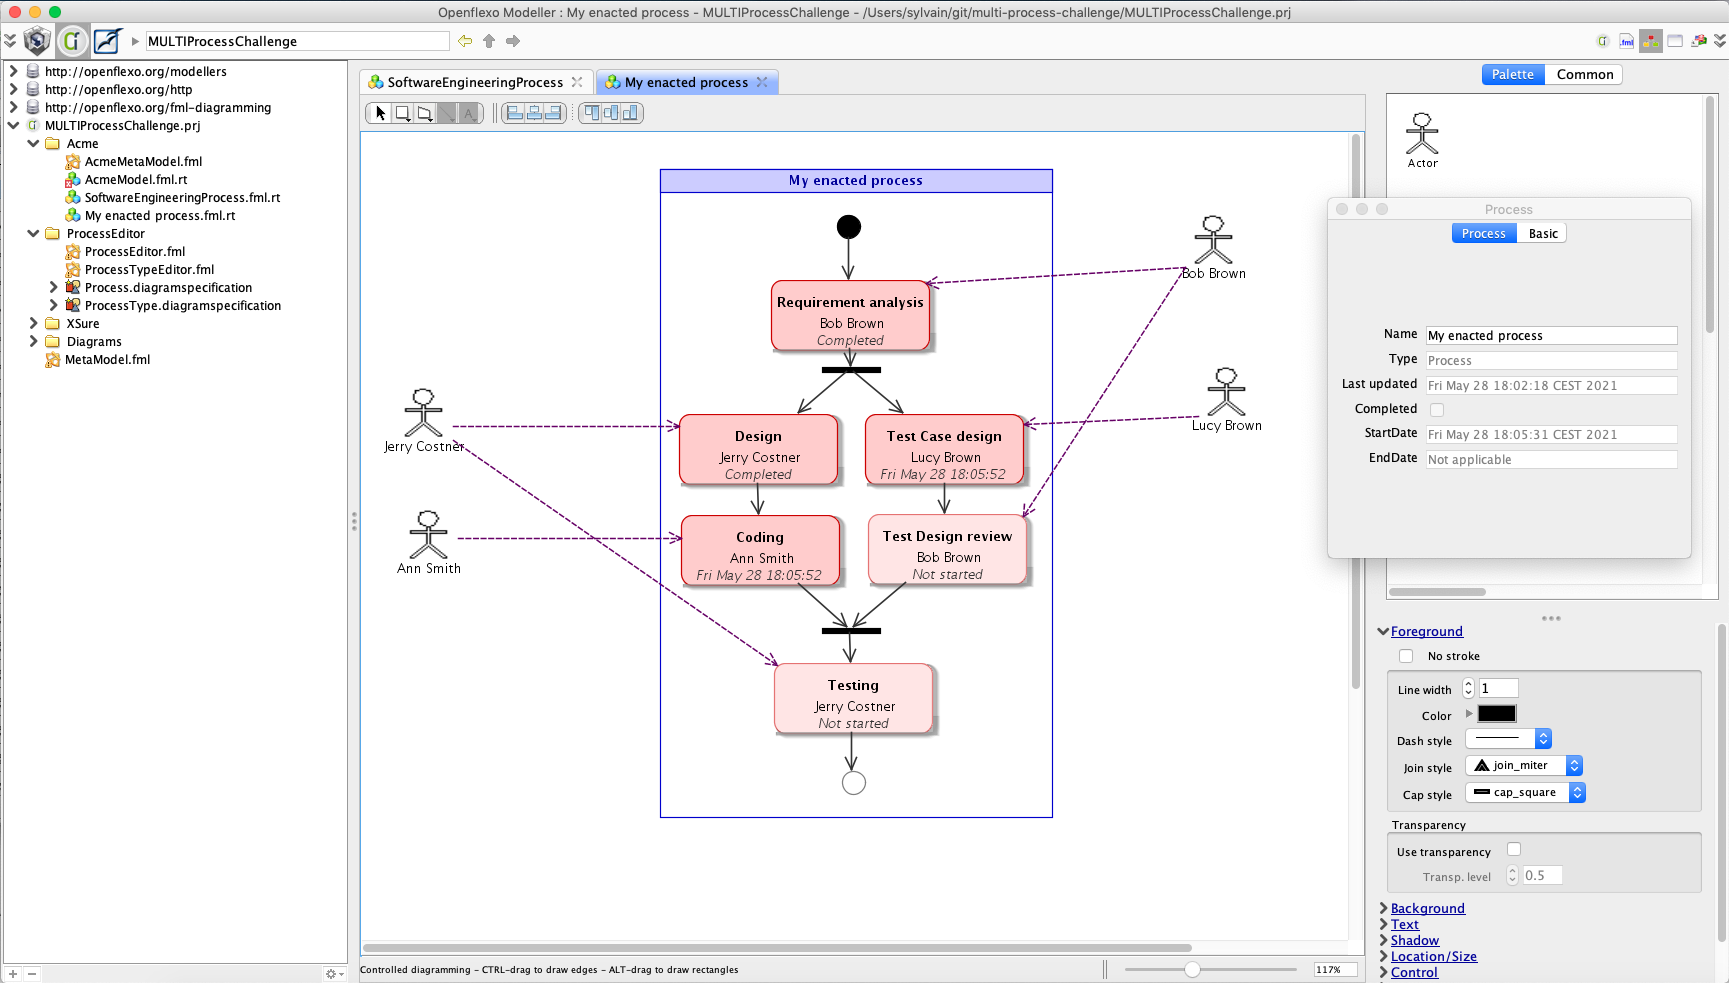 Openflexo Modeller : My enacted process - MULTIProcessChallenge - /Users/sylvain/git/multi-process-challenge/MULTIProcessChallenge.prj
MULTIProcessChallenge
http://openflexo.org/modellers
http://openflexo.org/http
http://openflexo.org/fml-diagramming
MULTIProcessChallenge.prj
Acme
AcmeMetaModel.fml
AcmeModel.fml.rt
SoftwareEngineeringProcess.fml.rt
My enacted process.fml.rt
ProcessEditor
ProcessEditor.fml
ProcessTypeEditor.fml
Process.diagramspecification
ProcessType.diagramspecification
XSure
Diagrams
MetaModel.fml
SoftwareEngineeringProcess
My enacted process
My enacted process
Requirement analysis
Bob Brown
Completed
Design
Jerry Costner
Completed
Test Case design
Lucy Brown
Fri May 28 18:05:52
Coding
Ann Smith
Fri May 28 18:05:52
Test Design review
Bob Brown
Not started
Testing
Jerry Costner
Not started
Jerry Costner
Ann Smith
Bob Brown
Lucy Brown
Controlled diagramming - CTRL-drag to draw edges - ALT-drag to draw rectangles
117%
.fml
Palette
Common
Actor
Process
Process
Basic
Name
My enacted process
Type
Process
Last updated
Fri May 28 18:02:18 CEST 2021
Completed
StartDate
Fri May 28 18:05:31 CEST 2021
EndDate
Not applicable
Foreground
No stroke
Line width
1
Color
Dash style
Join style
join_miter
Cap style
cap_square
Transparency
Use transparency
Transp. level
0.5
Background
Text
Shadow
Location/Size
Control